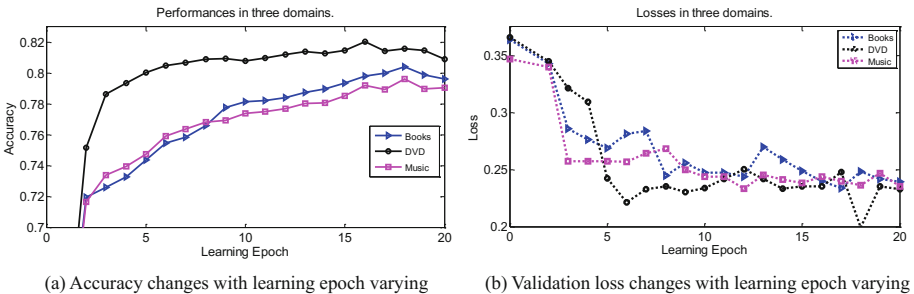 Performances in three domains.
0.82
0.8
0.78
0.76
0.74
0.72
0.7
Accuracy
Books
DVD
Music
0 5 10 15 20
Learning Epoch
(a) Accuracy changes with learning epoch varying
Losses in three domains.
0.35
0.3
0.25
0.2
Loss
Books
DVD
Music
0 5 10 15 20
Learning Epoch
(b) Validation loss changes with learning epoch varying